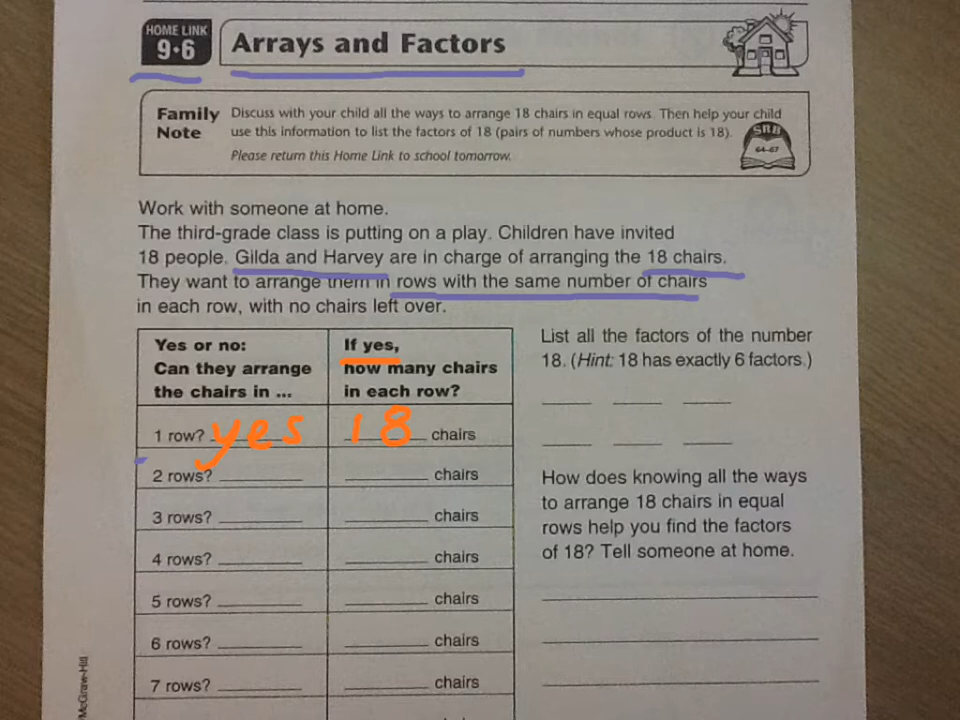 HOME LINK
9·6
Arrays and Factors
Family
Note
Discuss with your child all the ways to arrange 18 chairs in equal rows. Then help your child
use this information to list the factors of 18 (pairs of numbers whose product is 18).
Please return this Home Link to school tomorrow.
SRB
64–67
Work with someone at home.
The third-grade class is putting on a play. Children have invited
18 people. Gilda and Harvey are in charge of arranging the 18 chairs.
They want to arrange them in rows with the same number of chairs
in each row, with no chairs left over.
Yes or no:
Can they arrange
the chairs in ...
If yes,
how many chairs
in each row?
1 row? yes 18 chairs
2 rows? chairs
3 rows? chairs
4 rows? chairs
5 rows? chairs
6 rows? chairs
7 rows? chairs
List all the factors of the number
18. (Hint: 18 has exactly 6 factors.)
How does knowing all the ways
to arrange 18 chairs in equal
rows help you find the factors
of 18? Tell someone at home.
/McGraw-Hill